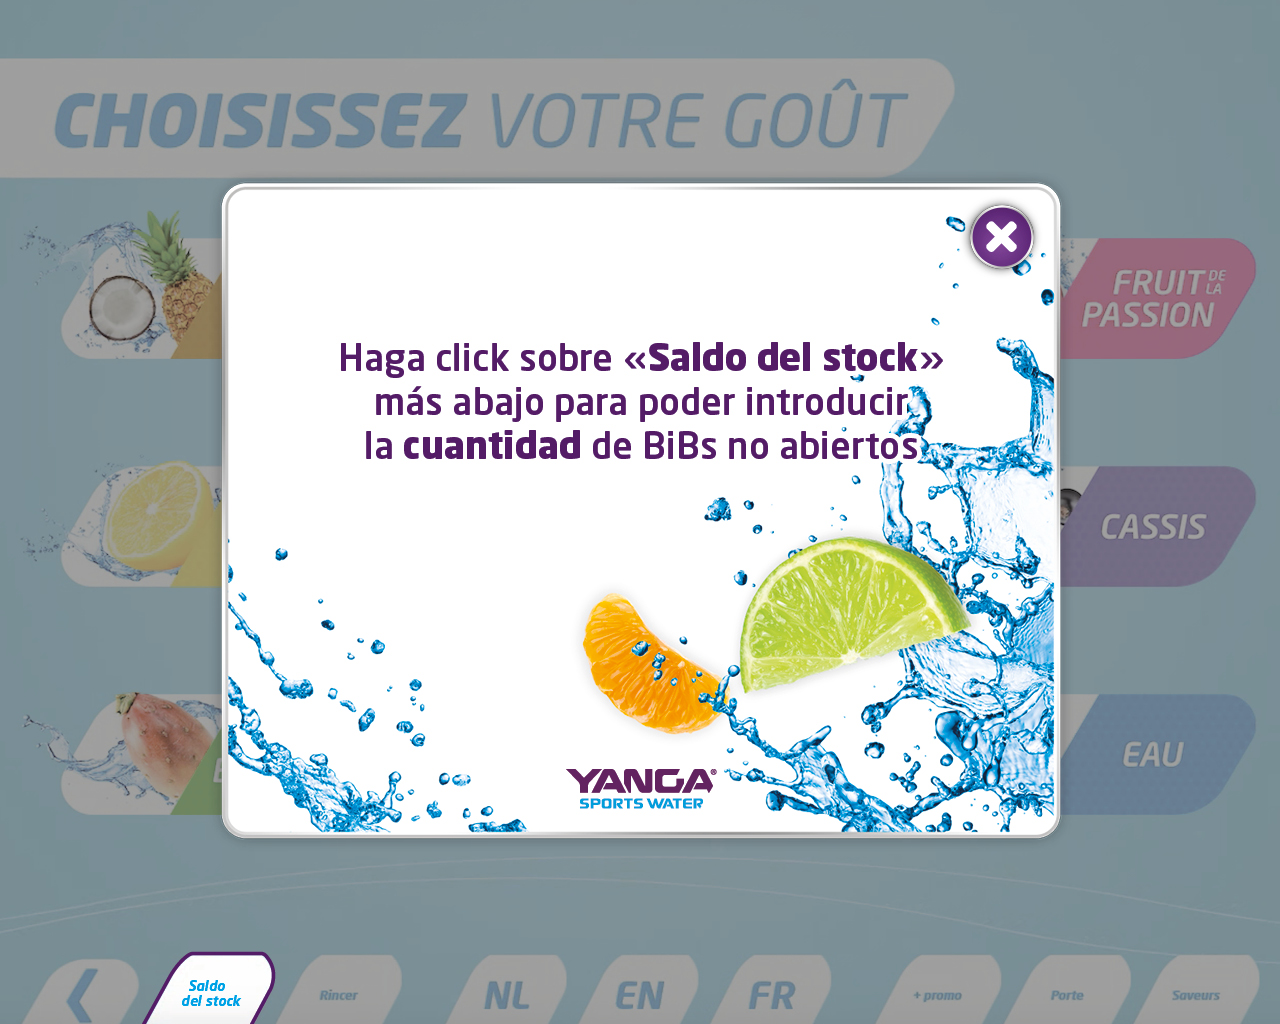 CHOISISSEZ VOTRE GOÛT
FRUIT DE LA
PASSION
Haga click sobre «Saldo del stock»
más abajo para poder introducir
la cuantidad de BiBs no abiertos
CASSIS
EAU
YANGA®
SPORTS WATER
Saldo
del stock
Rincer
NL
EN
FR
+ promo
Porte
Saveurs